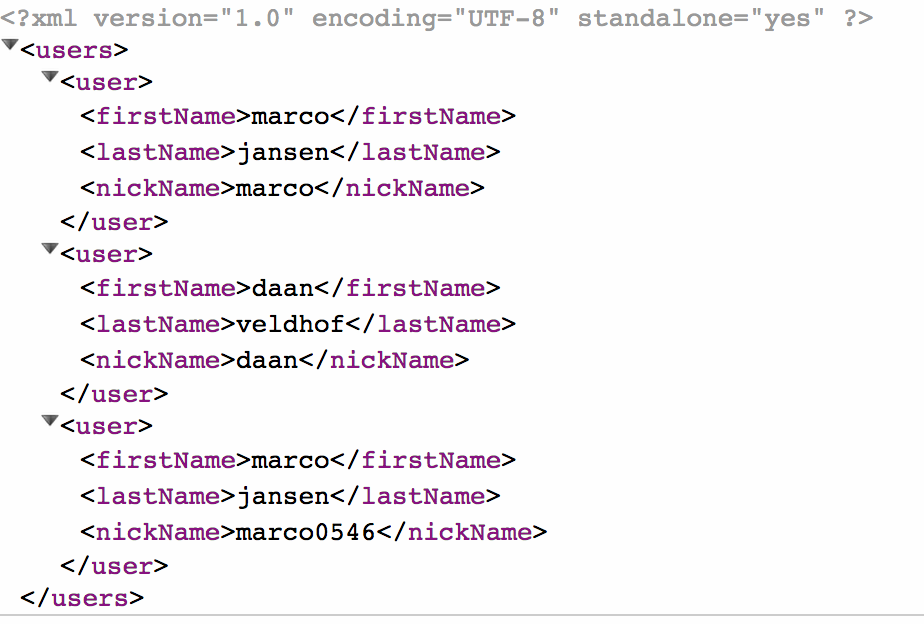 <?xml version="1.0" encoding="UTF-8" standalone="yes" ?>
<users>
<user>
<firstName>marco</firstName>
<lastName>jansen</lastName>
<nickName>marco</nickName>
</user>
<user>
<firstName>daan</firstName>
<lastName>veldhof</lastName>
<nickName>daan</nickName>
</user>
<user>
<firstName>marco</firstName>
<lastName>jansen</lastName>
<nickName>marco0546</nickName>
</user>
</users>